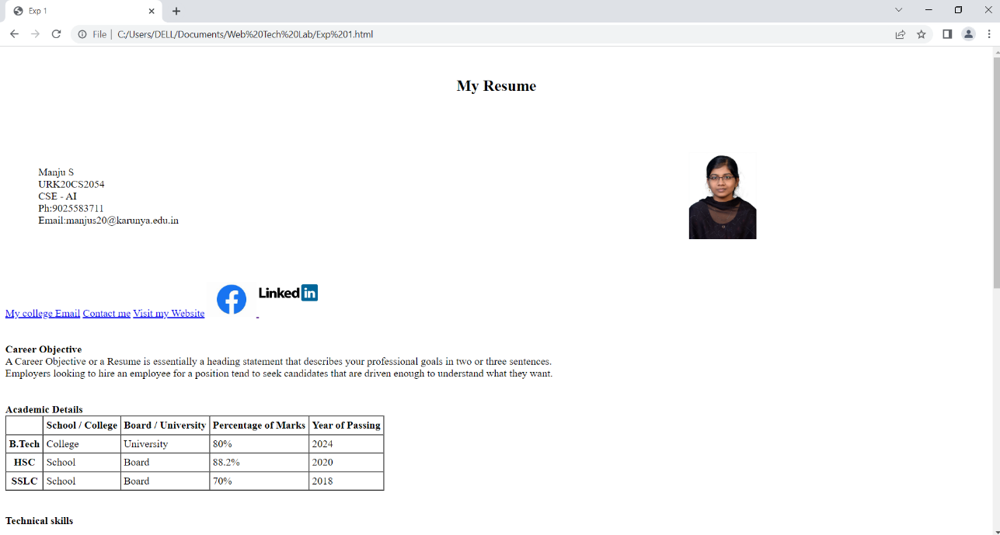 Exp 1
File | C:/Users/DELL/Documents/Web%20Tech%20Lab/Exp%201.html
My Resume
Manju S
URK20CS2054
CSE - AI
Ph:9025583711
Email:manjus20@karunya.edu.in
Linked in
My college Email Contact me Visit my Website
Career Objective
A Career Objective or a Resume is essentially a heading statement that describes your professional goals in two or three sentences.
Employers looking to hire an employee for a position tend to seek candidates that are driven enough to understand what they want.
Academic Details
School / College Board / University Percentage of Marks Year of Passing
B.Tech College University 80% 2024
HSC School Board 88.2% 2020
SSLC School Board 70% 2018
Technical skills